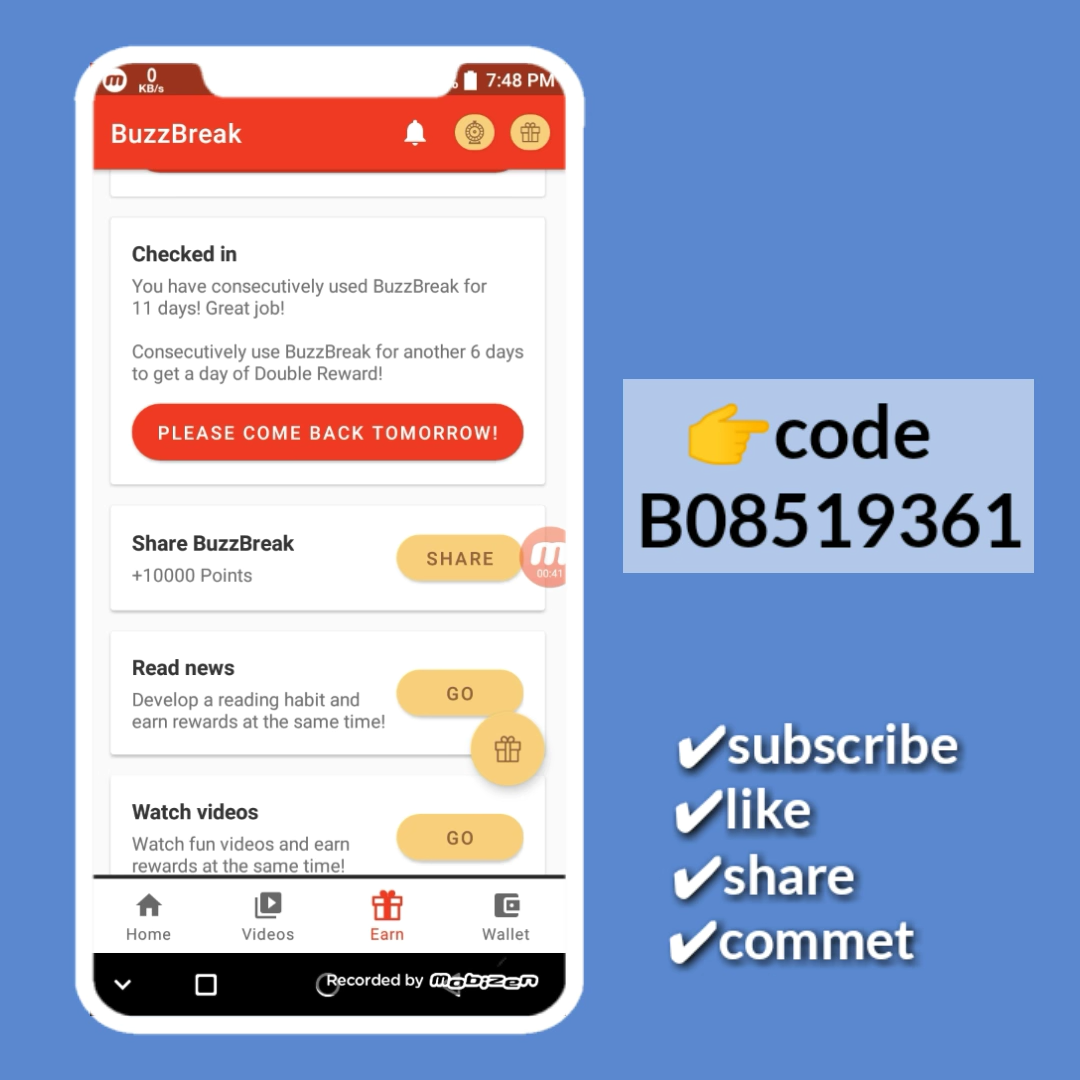 0
KB/s
7:48 PM
BuzzBreak
Checked in
You have consecutively used BuzzBreak for
11 days! Great job!
Consecutively use BuzzBreak for another 6 days
to get a day of Double Reward!
PLEASE COME BACK TOMORROW!
Share BuzzBreak
+10000 Points
SHARE
m
00:41
Read news
Develop a reading habit and
earn rewards at the same time!
GO
Watch videos
Watch fun videos and earn
rewards at the same time!
GO
Home
Videos
Earn
Wallet
Recorded by mobizen
👉code
B08519361
✔subscribe
✔like
✔share
✔commet